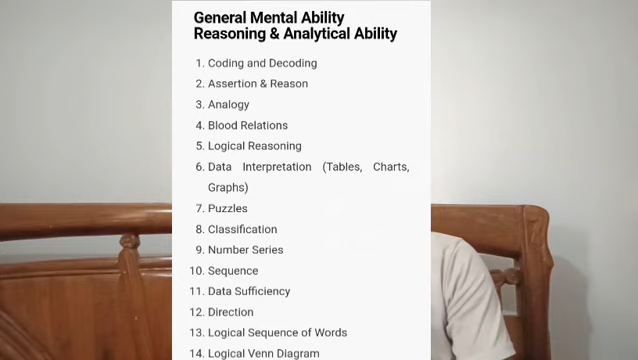 General Mental Ability
Reasoning & Analytical Ability
1. Coding and Decoding
2. Assertion & Reason
3. Analogy
4. Blood Relations
5. Logical Reasoning
6. Data Interpretation (Tables, Charts,
Graphs)
7. Puzzles
8. Classification
9. Number Series
10. Sequence
11. Data Sufficiency
12. Direction
13. Logical Sequence of Words
14. Logical Venn Diagram